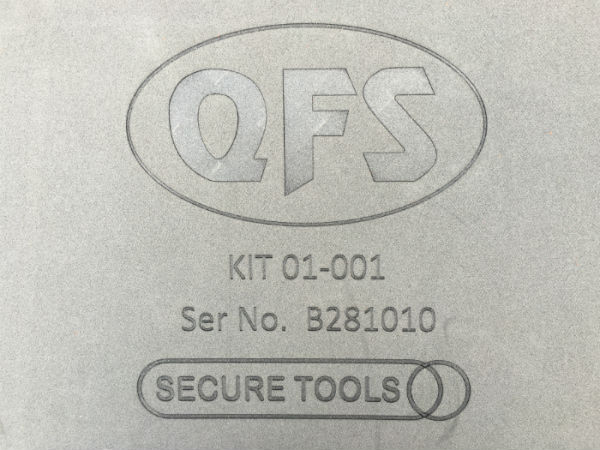 QFS
KIT 01-001
Ser No. B281010
SECURE TOOLS